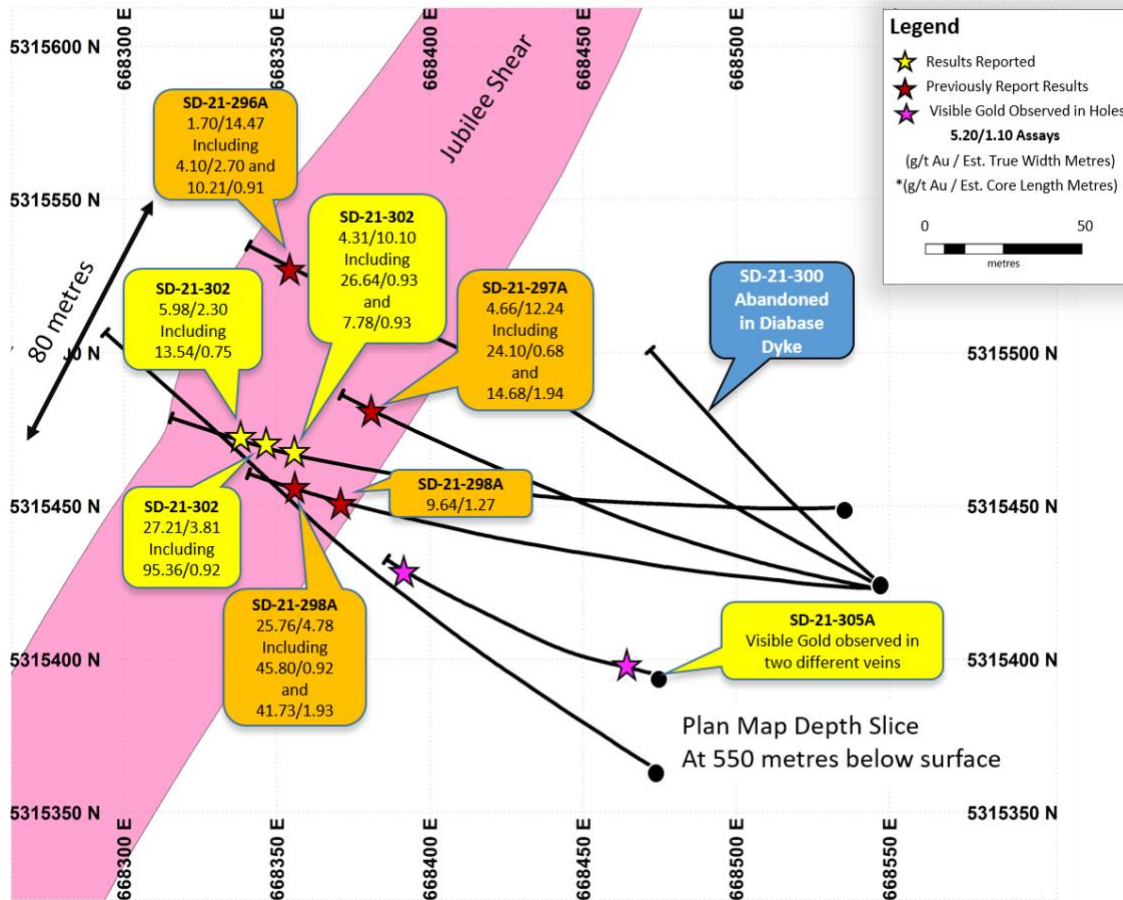 668300 E
668350 E
668400 E
668450 E
668500 E
5315600 N
5315550 N
5315500 N
5315450 N
5315400 N
5315350 N
Legend
Results Reported
Previously Report Results
Visible Gold Observed in Holes
5.20/1.10 Assays
(g/t Au / Est. True Width Metres)
*(g/t Au / Est. Core Length Metres)
0
50
metres
Jubilee Shear
SD-21-296A
1.70/14.47
Including
4.10/2.70 and
10.21/0.91
SD-21-302
4.31/10.10
Including
26.64/0.93
and
7.78/0.93
80 metres
SD-21-302
5.98/2.30
Including
13.54/0.75
SD-21-297A
4.66/12.24
Including
24.10/0.68
and
14.68/1.94
SD-21-300
Abandoned
in Diabase
Dyke
0 N
SD-21-298A
9.64/1.27
SD-21-302
27.21/3.81
Including
95.36/0.92
SD-21-298A
25.76/4.78
Including
45.80/0.92
and
41.73/1.93
SD-21-305A
Visible Gold observed in
two different veins
Plan Map Depth Slice
At 550 metres below surface
5315450 N
5315400 N
5315350 N
668300 E
668350 E
668400 E
668450 E
668500 E
668550 E